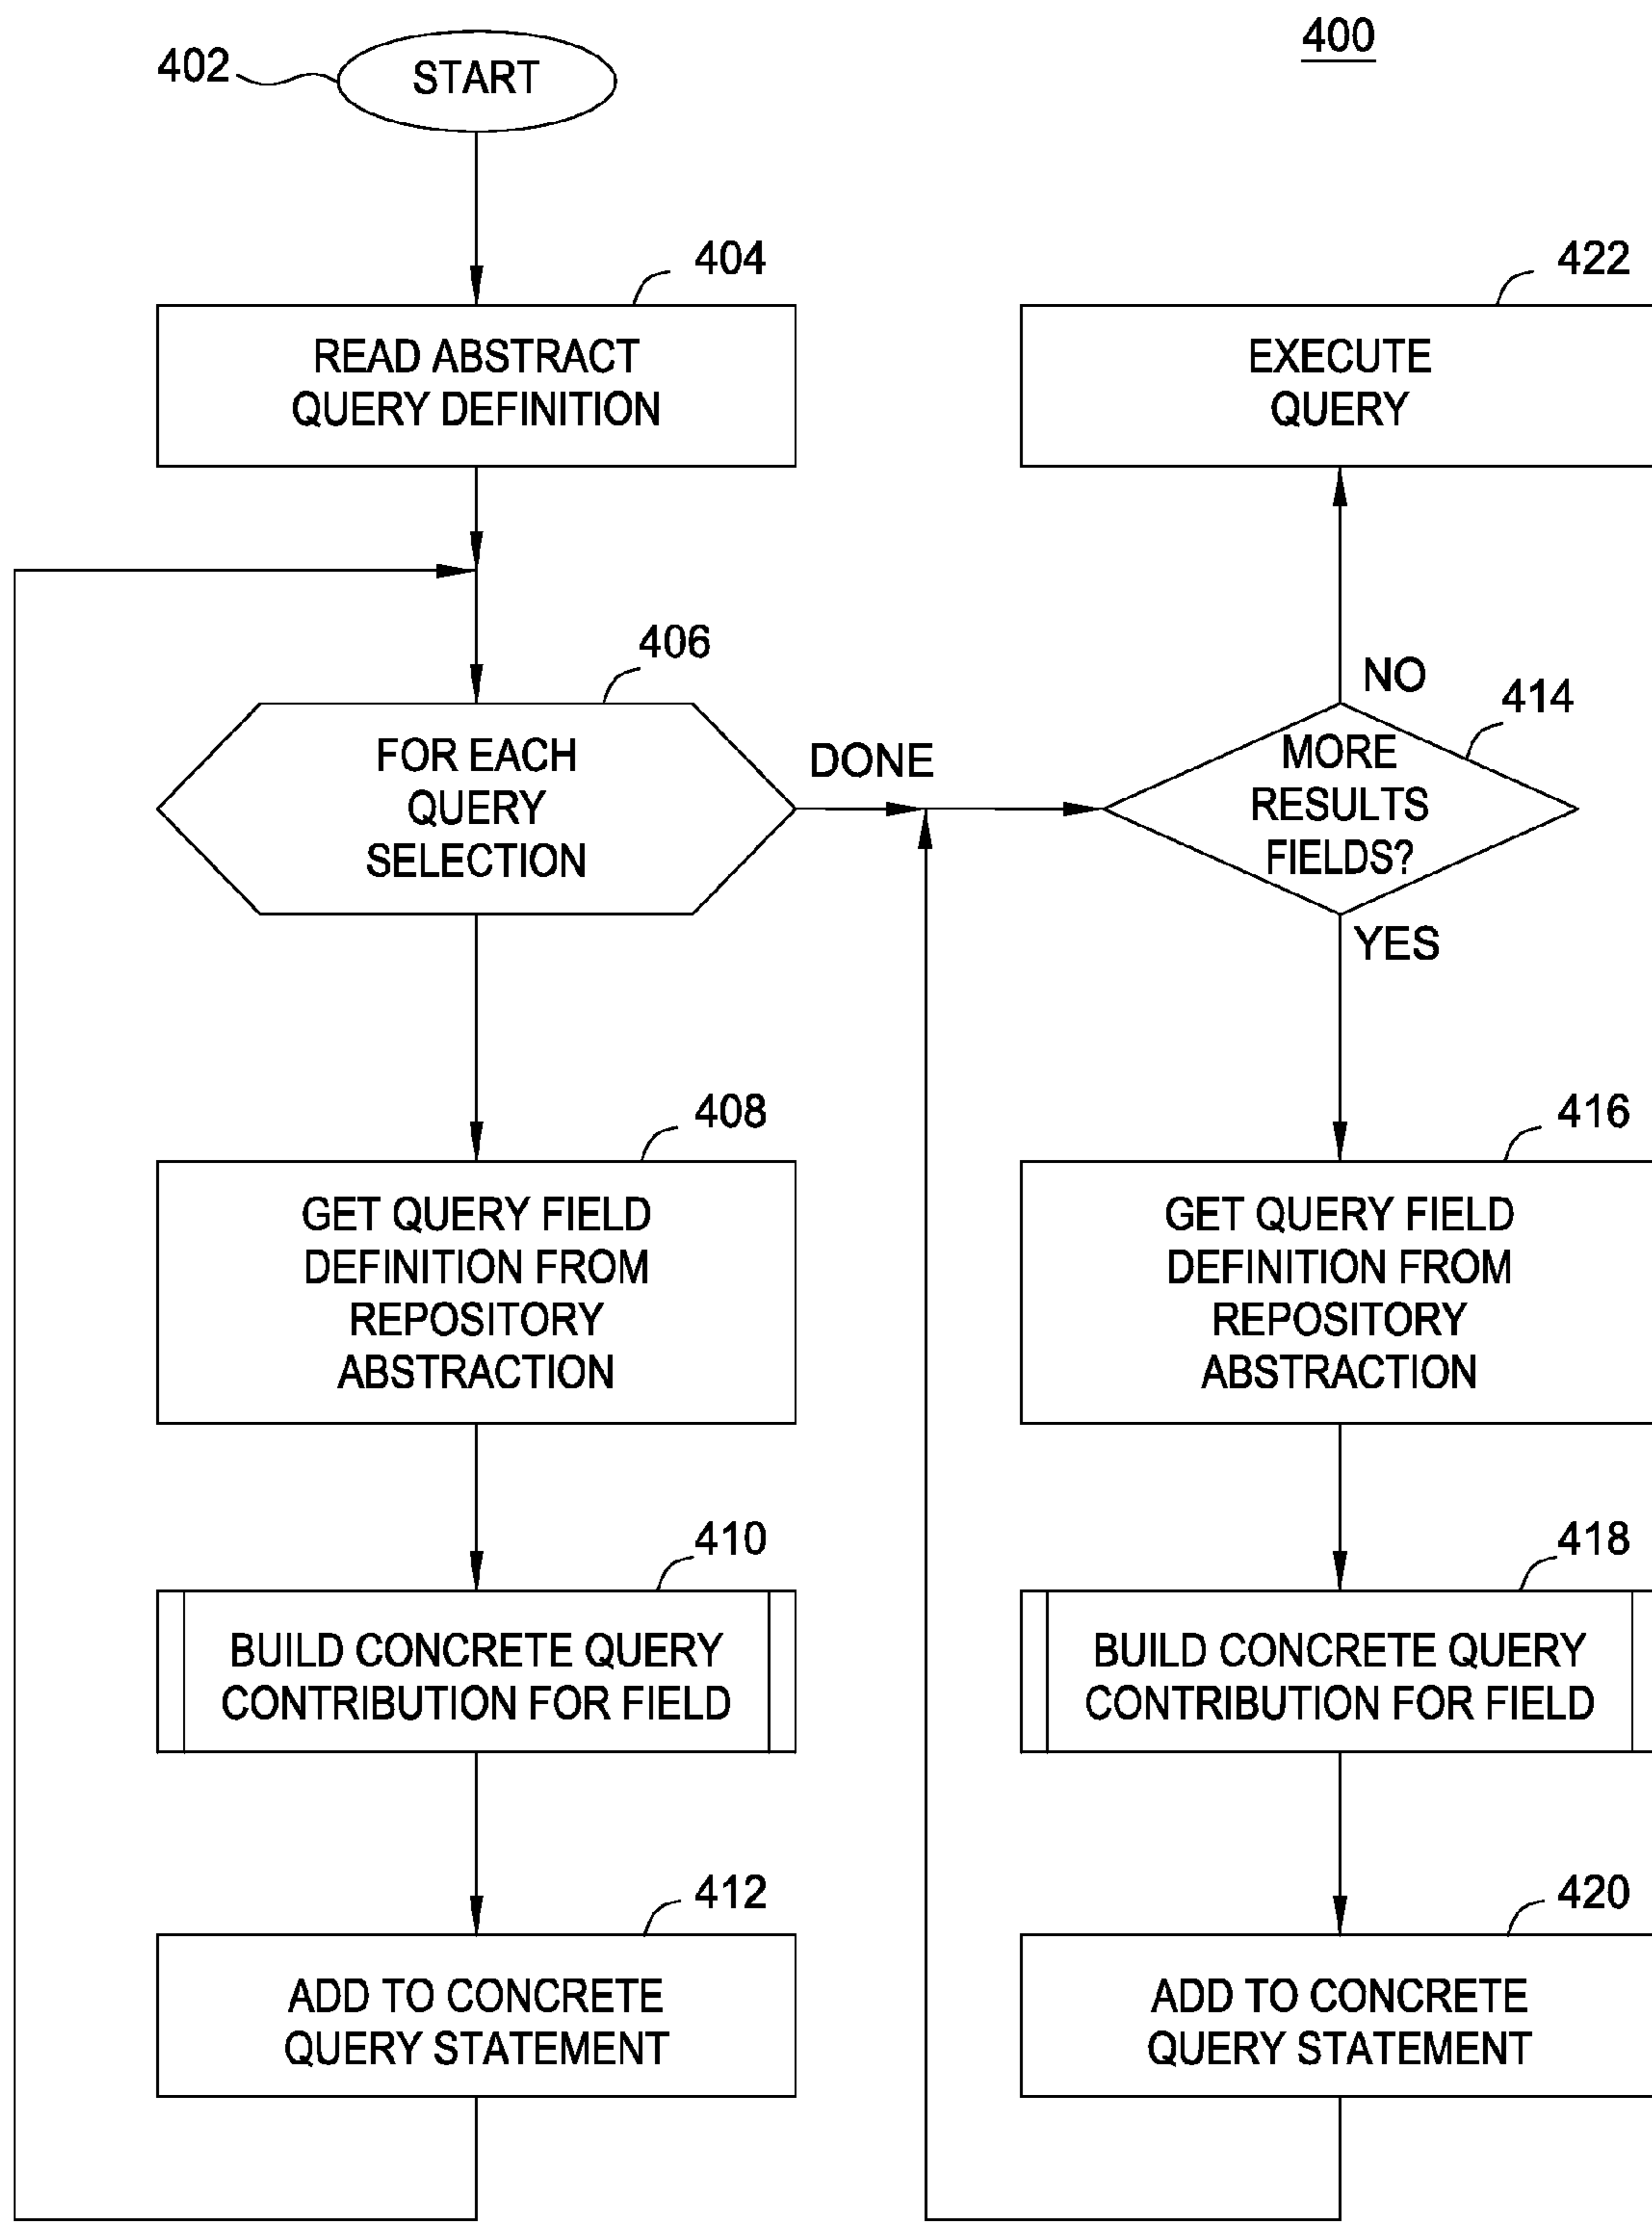 400
402
START
404
READ ABSTRACT
QUERY DEFINITION
422
EXECUTE
QUERY
406
FOR EACH
QUERY
SELECTION
DONE
NO
414
MORE
RESULTS
FIELDS?
YES
408
GET QUERY FIELD
DEFINITION FROM
REPOSITORY
ABSTRACTION
416
GET QUERY FIELD
DEFINITION FROM
REPOSITORY
ABSTRACTION
410
BUILD CONCRETE QUERY
CONTRIBUTION FOR FIELD
418
BUILD CONCRETE QUERY
CONTRIBUTION FOR FIELD
412
ADD TO CONCRETE
QUERY STATEMENT
420
ADD TO CONCRETE
QUERY STATEMENT